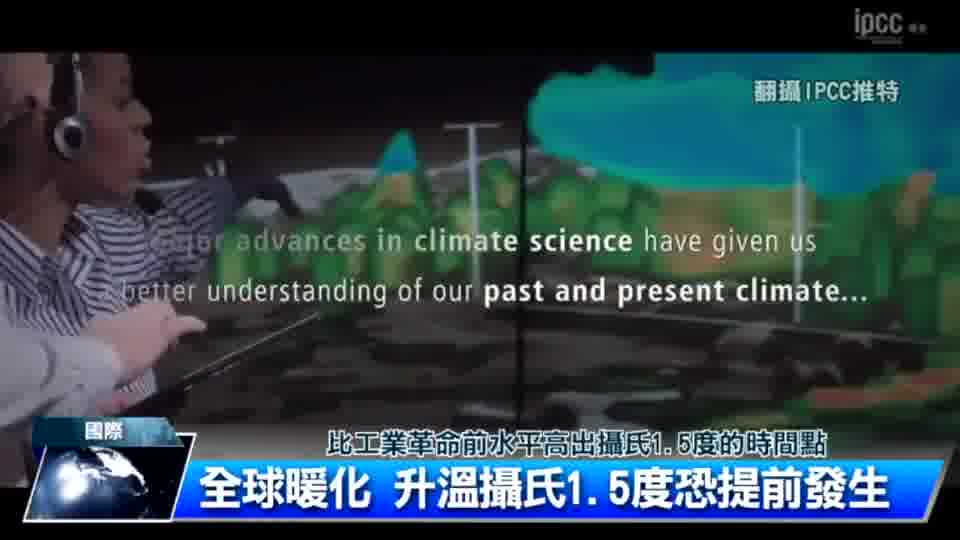 ipcc
翻攝IPCC推特
major advances in climate science have given us
better understanding of our past and present climate...
國際
比工業革命前水平高出攝氏1.5度的時間點
全球暖化 升溫攝氏1.5度恐提前發生